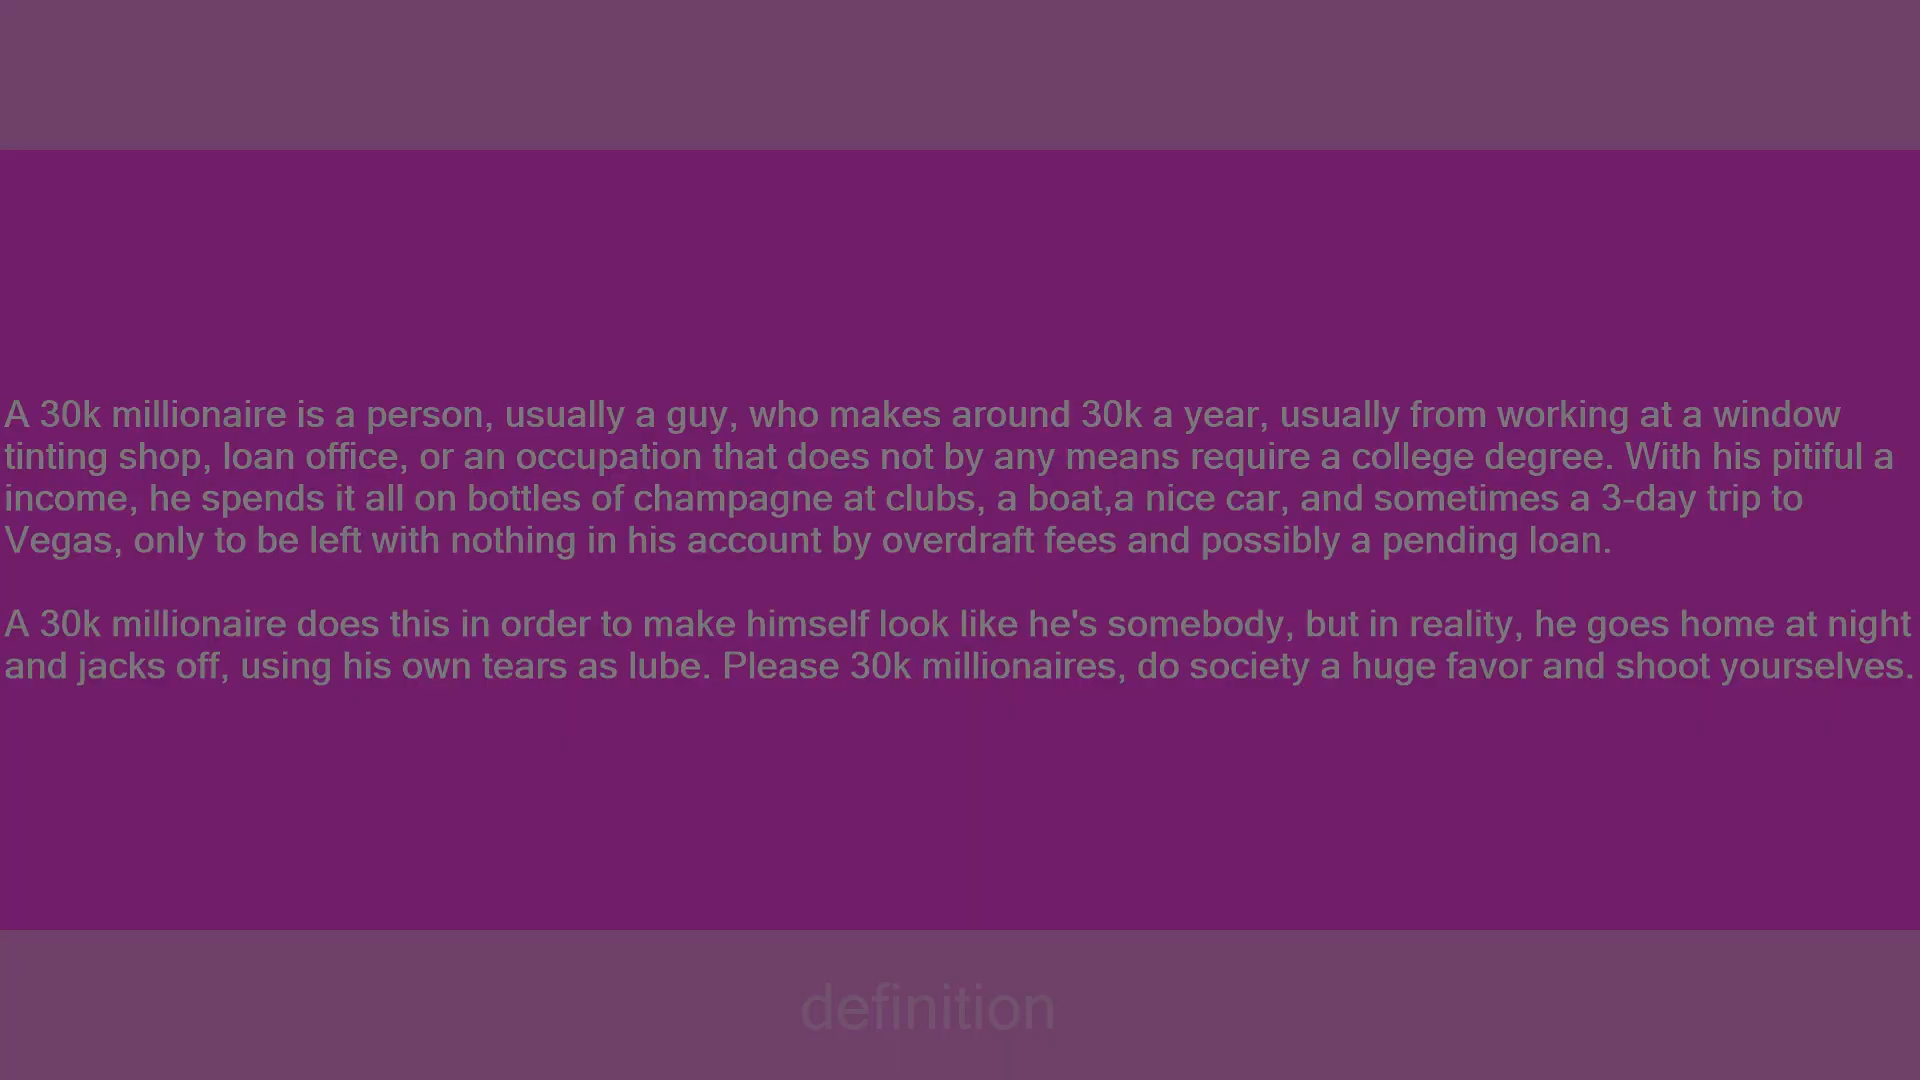 A 30k millionaire is a person, usually a guy, who makes around 30k a year, usually from working at a window
tinting shop, loan office, or an occupation that does not by any means require a college degree. With his pitiful a
income, he spends it all on bottles of champagne at clubs, a boat,a nice car, and sometimes a 3-day trip to
Vegas, only to be left with nothing in his account by overdraft fees and possibly a pending loan.
A 30k millionaire does this in order to make himself look like he's somebody, but in reality, he goes home at night
and jacks off, using his own tears as lube. Please 30k millionaires, do society a huge favor and shoot yourselves.
definition